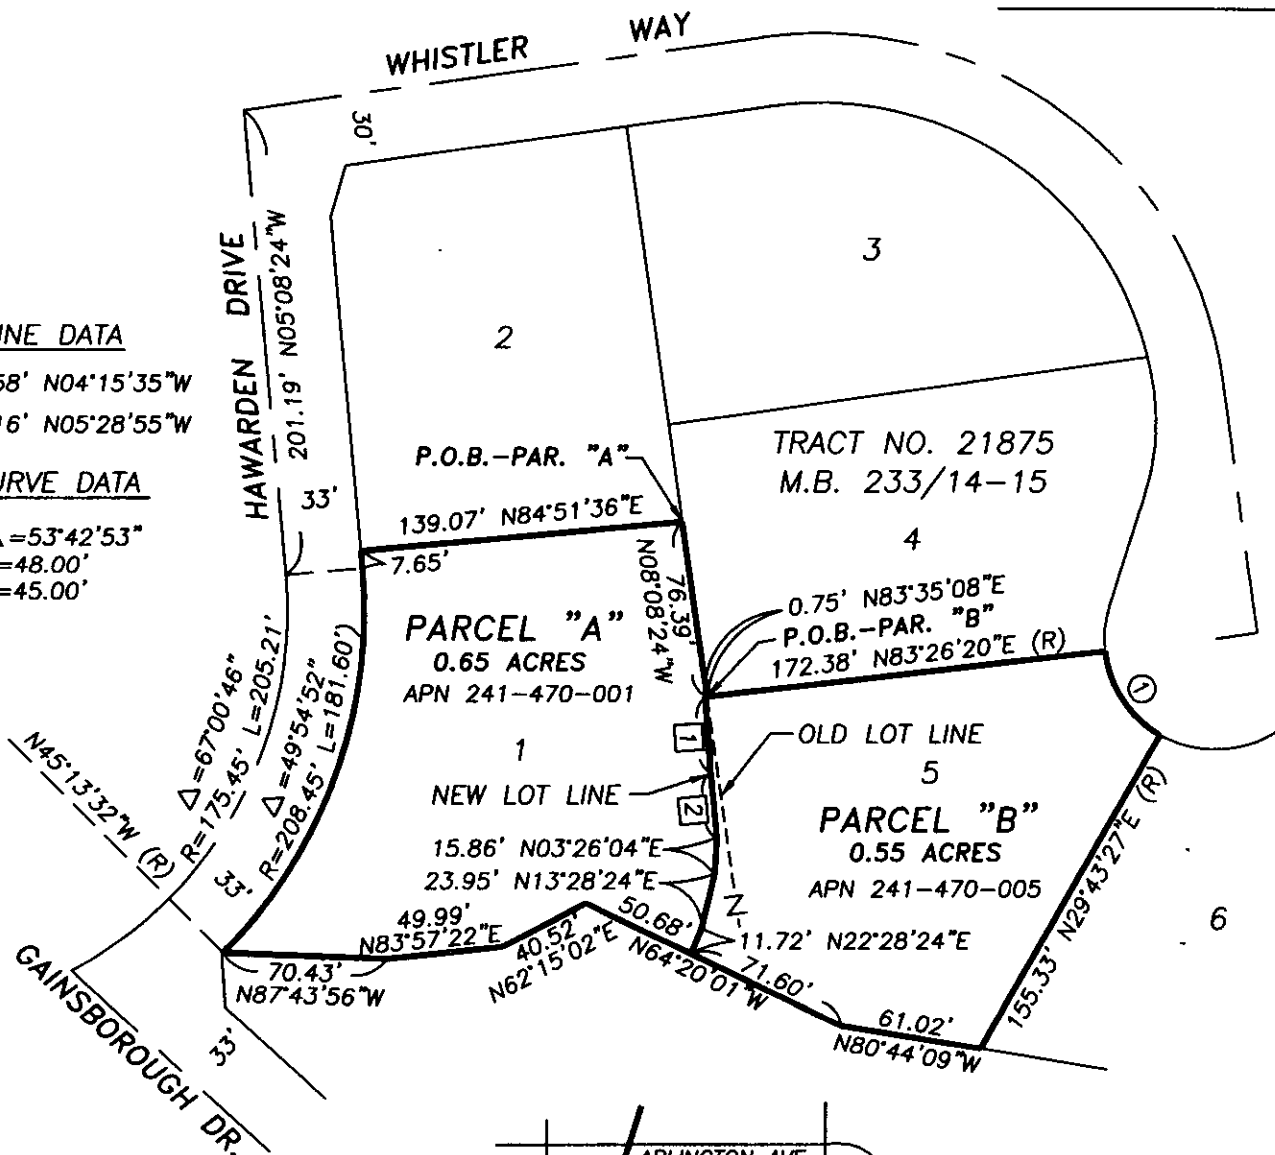 WHISTLER WAY
30'
HAWARDEN DRIVE
201.19' N05°08'24"W
33'
2
3
INE DATA
58' N04°15'35"W
16' N05°28'55"W
URVE DATA
Δ=53°42'53"
=48.00'
=45.00'
P.O.B.-PAR. "A"
139.07' N84°51'36"E
7.65'
TRACT NO. 21875
M.B. 233/14-15
4
76.39'
N08°08'24"W
0.75' N83°35'08"E
P.O.B.-PAR. "B"
172.38' N83°26'20"E (R)
PARCEL "A"
0.65 ACRES
APN 241-470-001
1
NEW LOT LINE
1
2
OLD LOT LINE
5
PARCEL "B"
0.55 ACRES
APN 241-470-005
1
6
Δ=67°00'46"
R=175.45' L=205.21'
Δ=49°54'52"
R=208.45' L=181.60')
N45°13'32"W (R)
33'
15.86' N03°26'04"E
23.95' N13°28'24"E
11.72' N22°28'24"E
49.99'
N83°57'22"E
40.52'
N62°15'02"E
50.68'
N64°20'01"W
71.60'
70.43'
N87°43'56"W
61.02'
N80°44'09"W
155.33' N29°43'27"E (R)
33'
GAINSBOROUGH DR.
ARLINGTON AVE